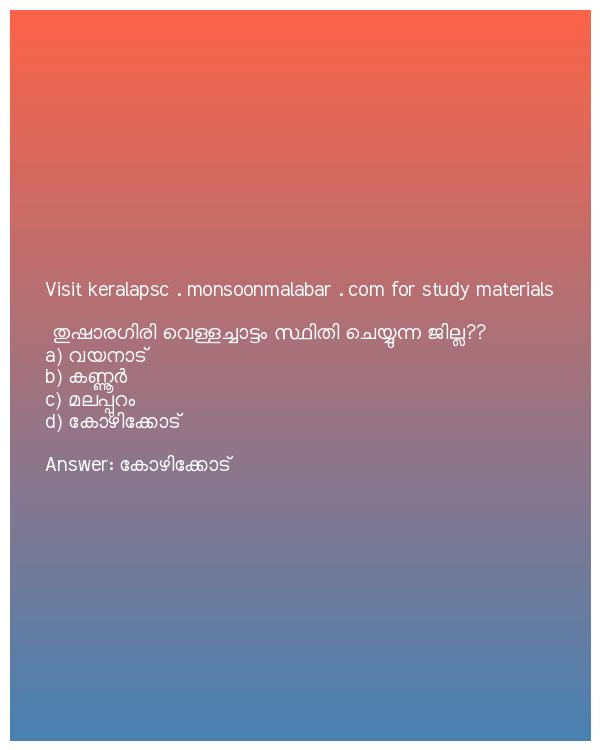 Visit keralapsc . monsoonmalabar . com for study materials
തുഷാരഗിരി വെള്ളച്ചാട്ടം സ്ഥിതി ചെയ്യുന്ന ജില്ല??
a) വയനാട്
b) കണ്ണൂർ
c) മലപ്പുറം
d) കോഴിക്കോട്
Answer: കോഴിക്കോട്